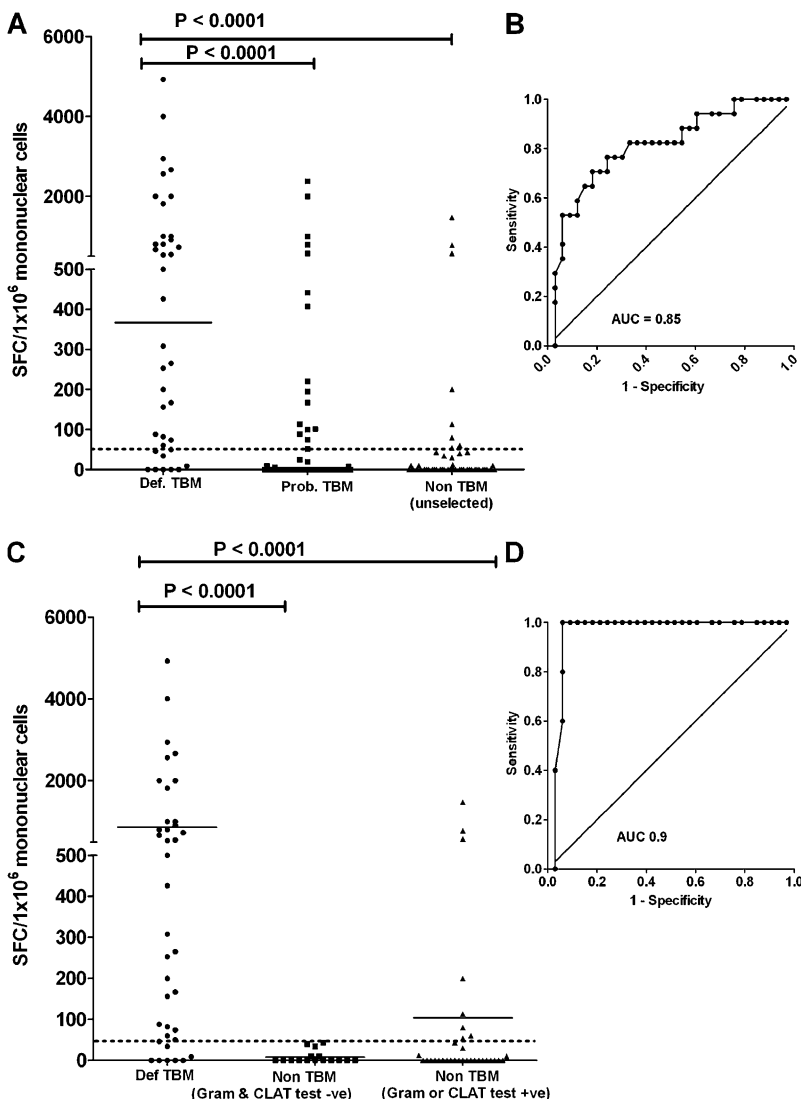 A
P < 0.0001
P < 0.0001
SFC/1x10⁶ mononuclear cells
6000
4000
2000
500
400
300
200
100
0
Def. TBM
Prob. TBM
Non TBM
(unselected)
B
Sensitivity
1.0
0.8
0.6
0.4
0.2
0.0
AUC = 0.85
0.0
0.2
0.4
0.6
0.8
1.0
1 - Specificity
C
P < 0.0001
P < 0.0001
SFC/1x10⁶ mononuclear cells
6000
4000
2000
500
400
300
200
100
0
Def TBM
Non TBM
(Gram & CLAT test -ve)
Non TBM
(Gram or CLAT test +ve)
D
Sensitivity
1.0
0.8
0.6
0.4
0.2
0.0
AUC 0.9
0.0
0.2
0.4
0.6
0.8
1.0
1 - Specificity